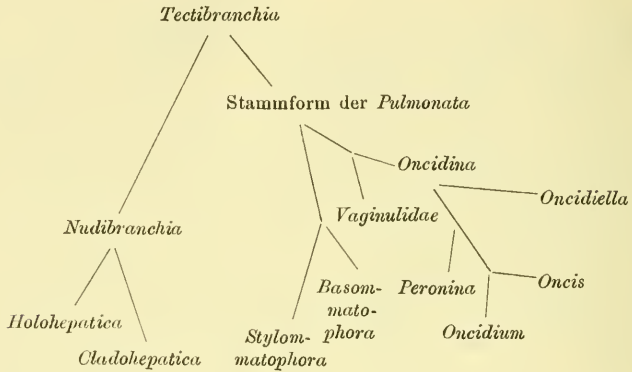 Tectibranchia
Stammform der Pulmonata
Oncidina
Oncidiella
Nudibranchia
Vaginulidae
Basom-
mato-
phora
Peronina
Oncis
Holohepatica
Stylom-
matophora
Oncidium
Cladohepatica